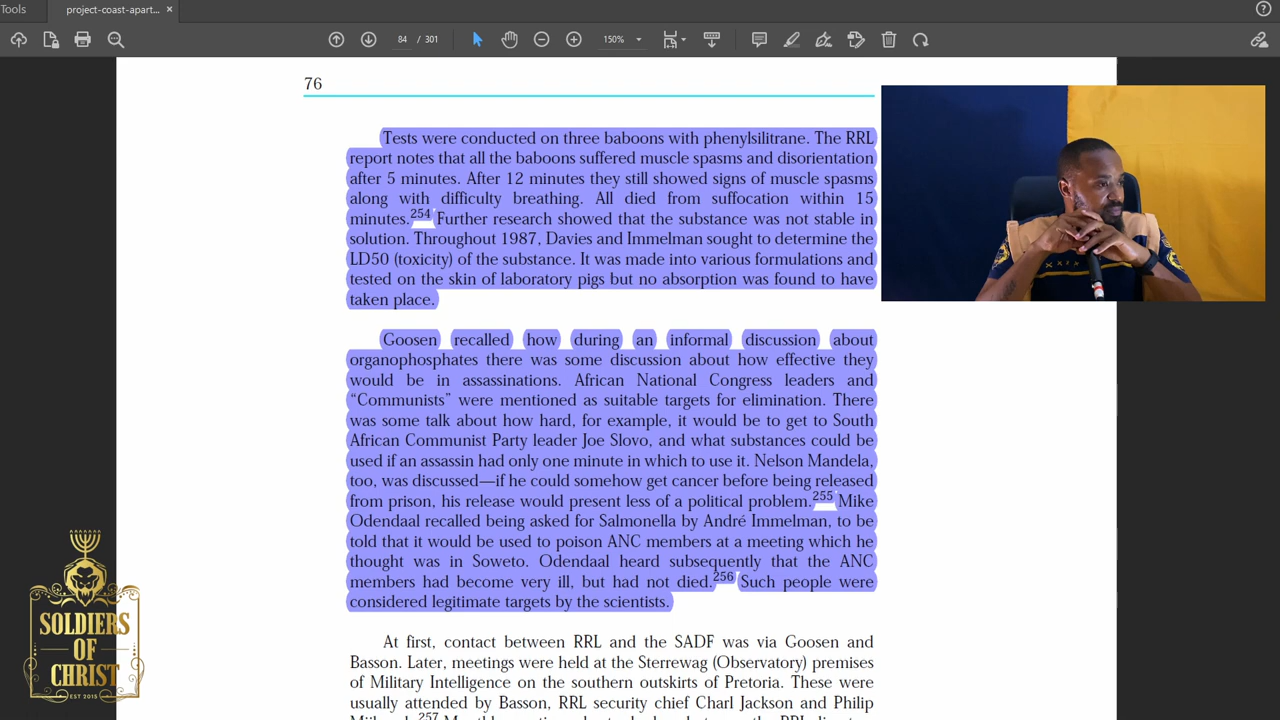 Tools
project-coast-apart...
84 / 301
150%
76
Tests were conducted on three baboons with phenylsilitrane. The RRL
report notes that all the baboons suffered muscle spasms and disorientation
after 5 minutes. After 12 minutes they still showed signs of muscle spasms
along with difficulty breathing. All died from suffocation within 15
minutes.254 Further research showed that the substance was not stable in
solution. Throughout 1987, Davies and Immelman sought to determine the
LD50 (toxicity) of the substance. It was made into various formulations and
tested on the skin of laboratory pigs but no absorption was found to have
taken place.
Goosen recalled how during an informal discussion about
organophosphates there was some discussion about how effective they
would be in assassinations. African National Congress leaders and
“Communists” were mentioned as suitable targets for elimination. There
was some talk about how hard, for example, it would be to get to South
African Communist Party leader Joe Slovo, and what substances could be
used if an assassin had only one minute in which to use it. Nelson Mandela,
too, was discussed—if he could somehow get cancer before being released
from prison, his release would present less of a political problem.255 Mike
Odendaal recalled being asked for Salmonella by André Immelman, to be
told that it would be used to poison ANC members at a meeting which he
thought was in Soweto. Odendaal heard subsequently that the ANC
members had become very ill, but had not died.256 Such people were
considered legitimate targets by the scientists.
At first, contact between RRL and the SADF was via Goosen and
Basson. Later, meetings were held at the Sterrewag (Observatory) premises
of Military Intelligence on the southern outskirts of Pretoria. These were
usually attended by Basson, RRL security chief Charl Jackson and Philip
SOLDIERS
OF
CHRIST
EST 2015